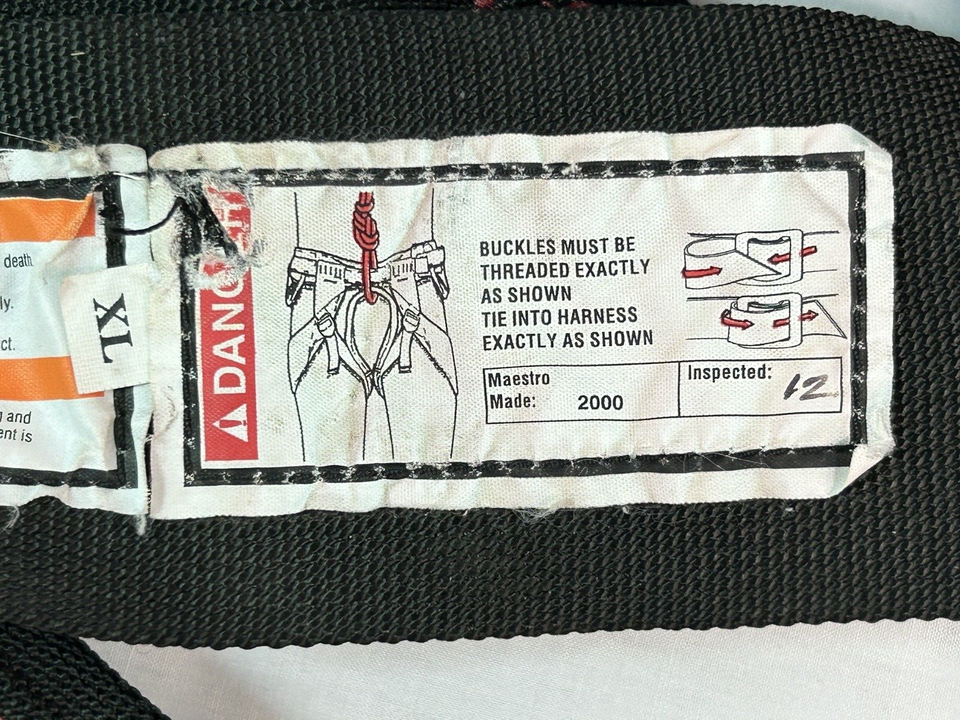 death.
ly.
ct.
g and
ent is
XL
DANGER
BUCKLES MUST BE
THREADED EXACTLY
AS SHOWN
TIE INTO HARNESS
EXACTLY AS SHOWN
Maestro
Made: 2000
Inspected: 12